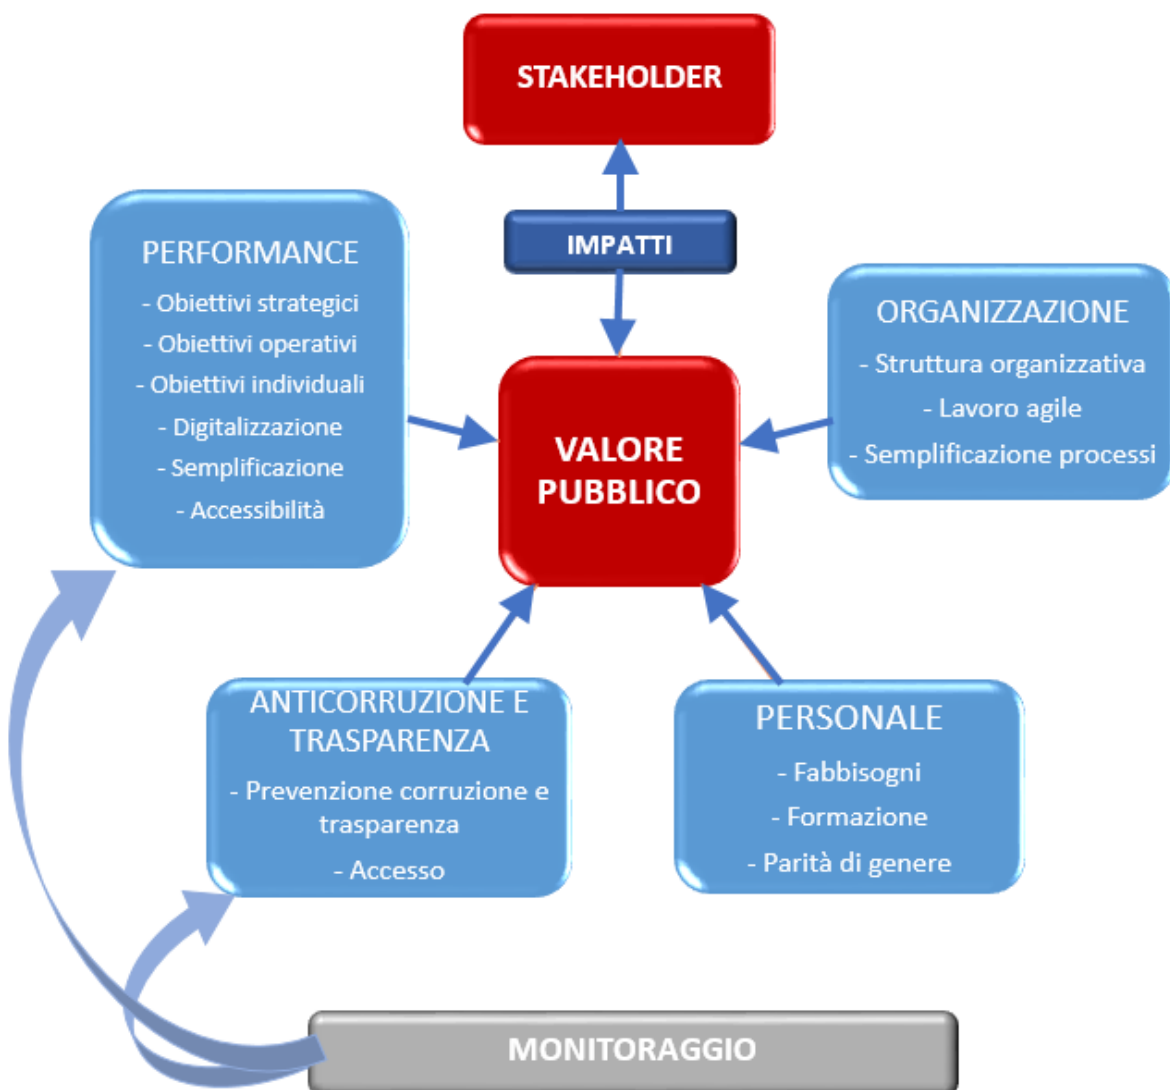 STAKEHOLDER
IMPATTI
PERFORMANCE
- Obiettivi strategici
- Obiettivi operativi
- Obiettivi individuali
- Digitalizzazione
- Semplificazione
- Accessibilità
ORGANIZZAZIONE
- Struttura organizzativa
- Lavoro agile
- Semplificazione processi
VALORE
PUBBLICO
ANTICORRUZIONE E
TRASPARENZA
- Prevenzione corruzione e
trasparenza
- Accesso
PERSONALE
- Fabbisogni
- Formazione
- Parità di genere
MONITORAGGIO